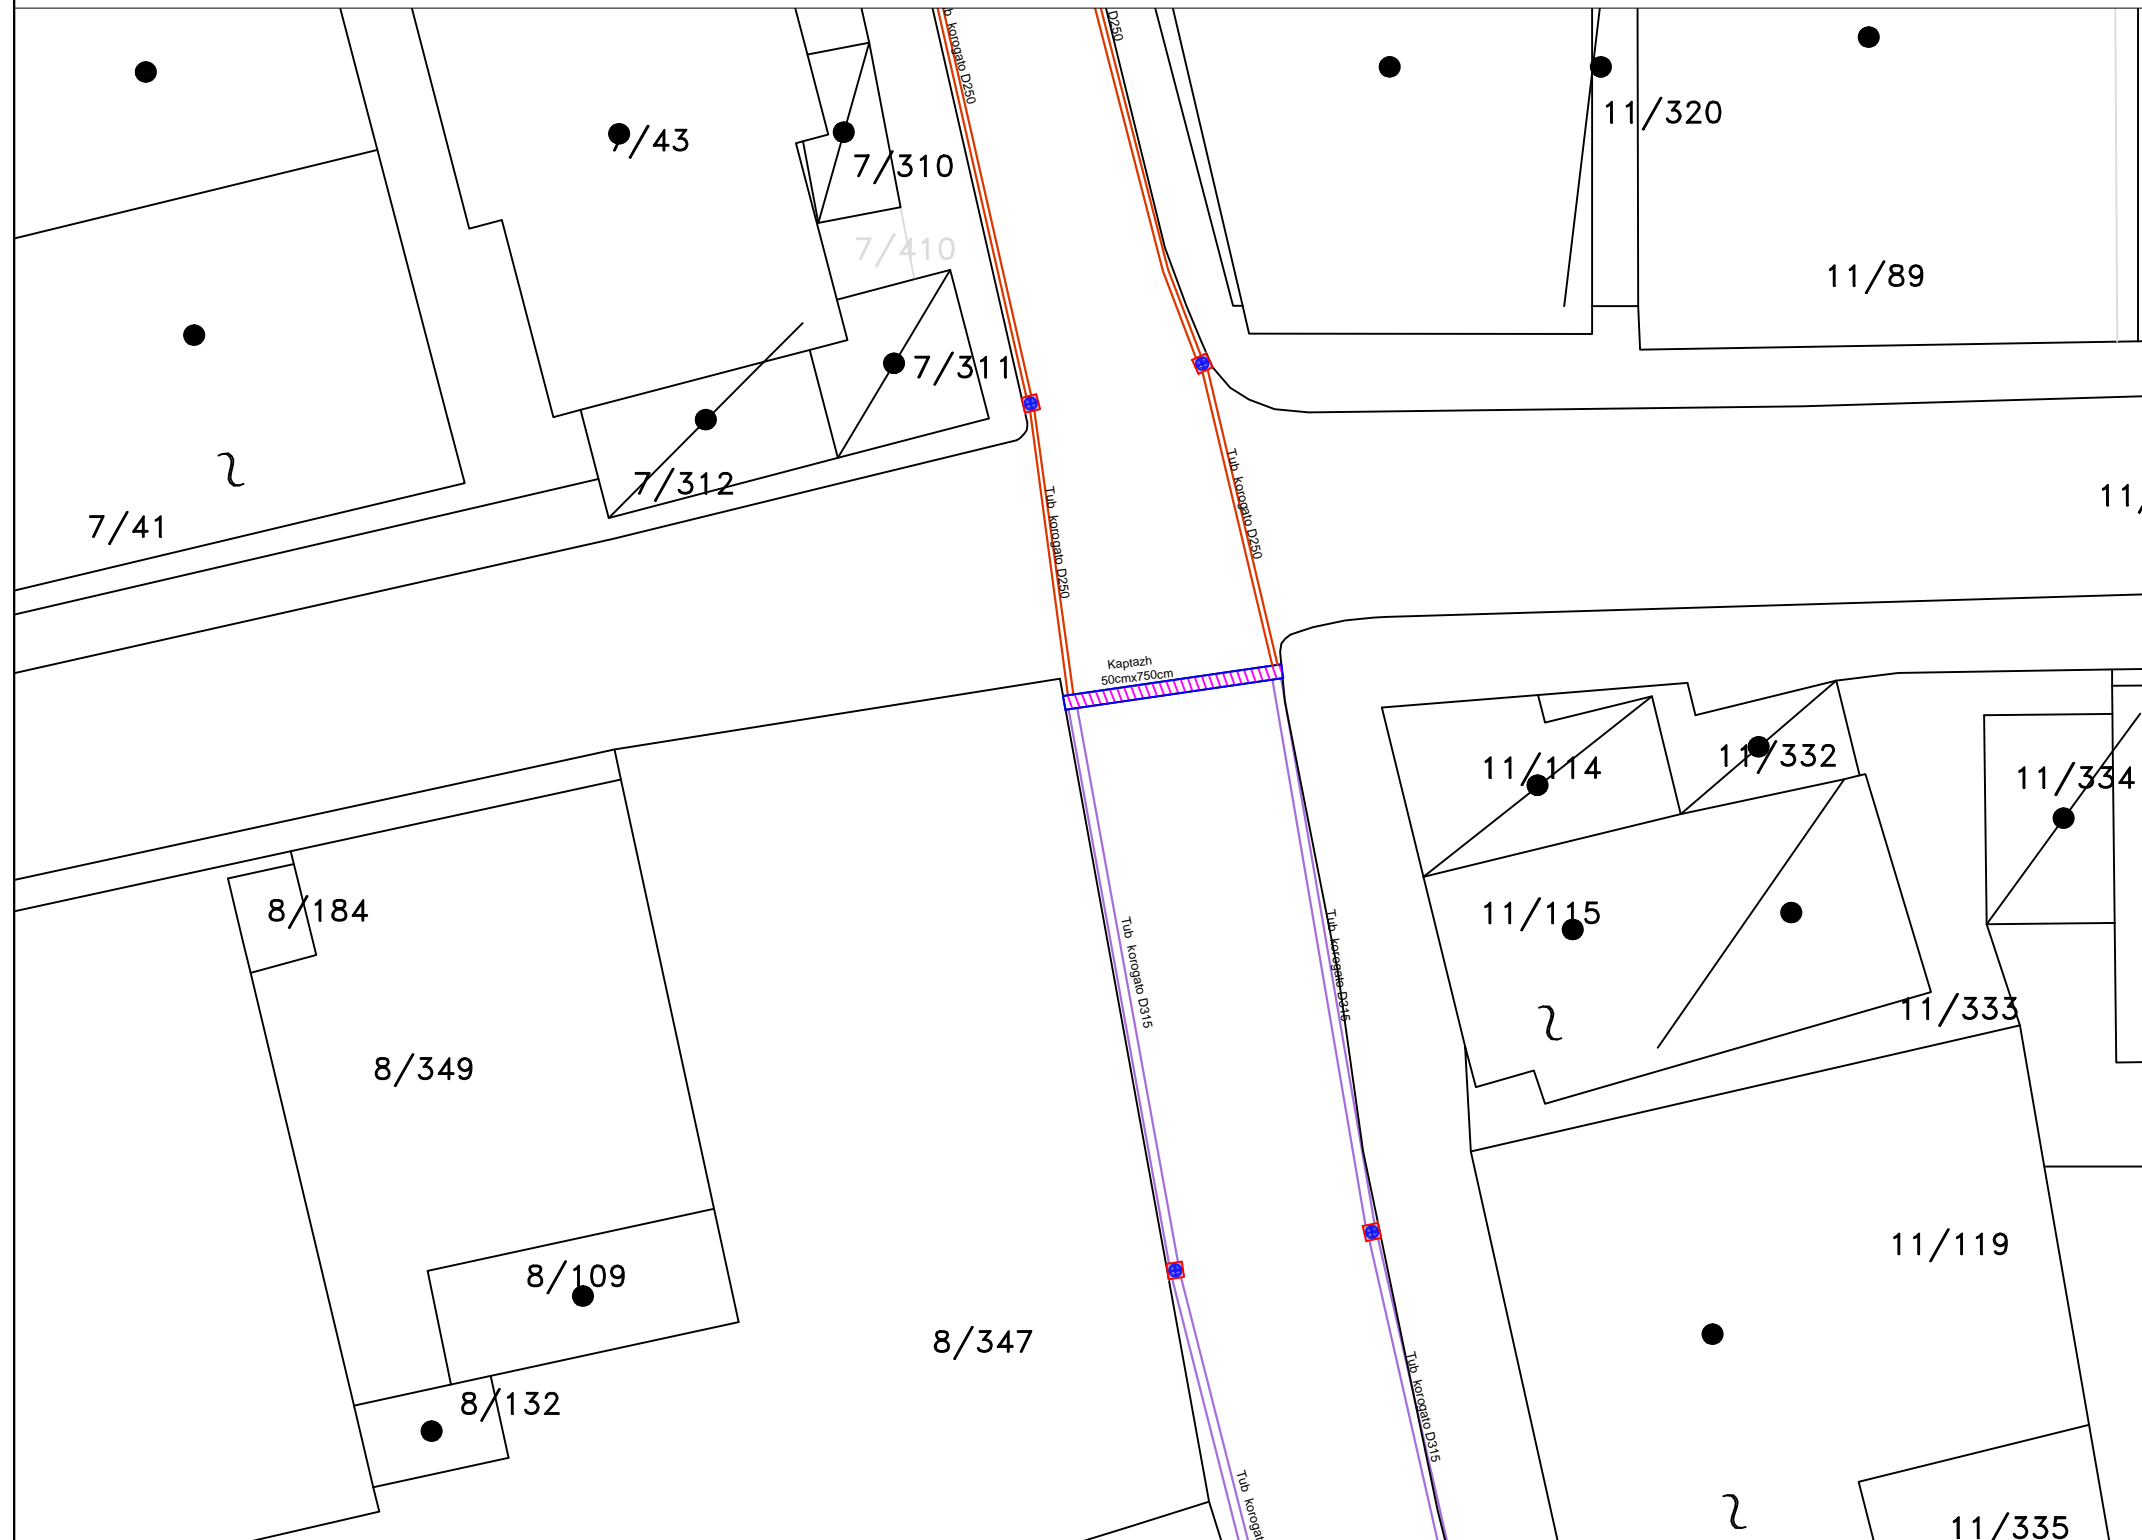 korogato D250
D250
11/320
7/43
7/310
7/410
11/89
7/311
7/312
11/
7/41
Tub korogato D250
Tub korogato D250
Kaptazh
50cmx750cm
11/114
11/332
11/334
8/184
11/115
Tub korogato D315
Tub korogato D315
11/333
8/349
11/119
8/109
8/347
8/132
Tub korogato D315
Tub korogat
11/335